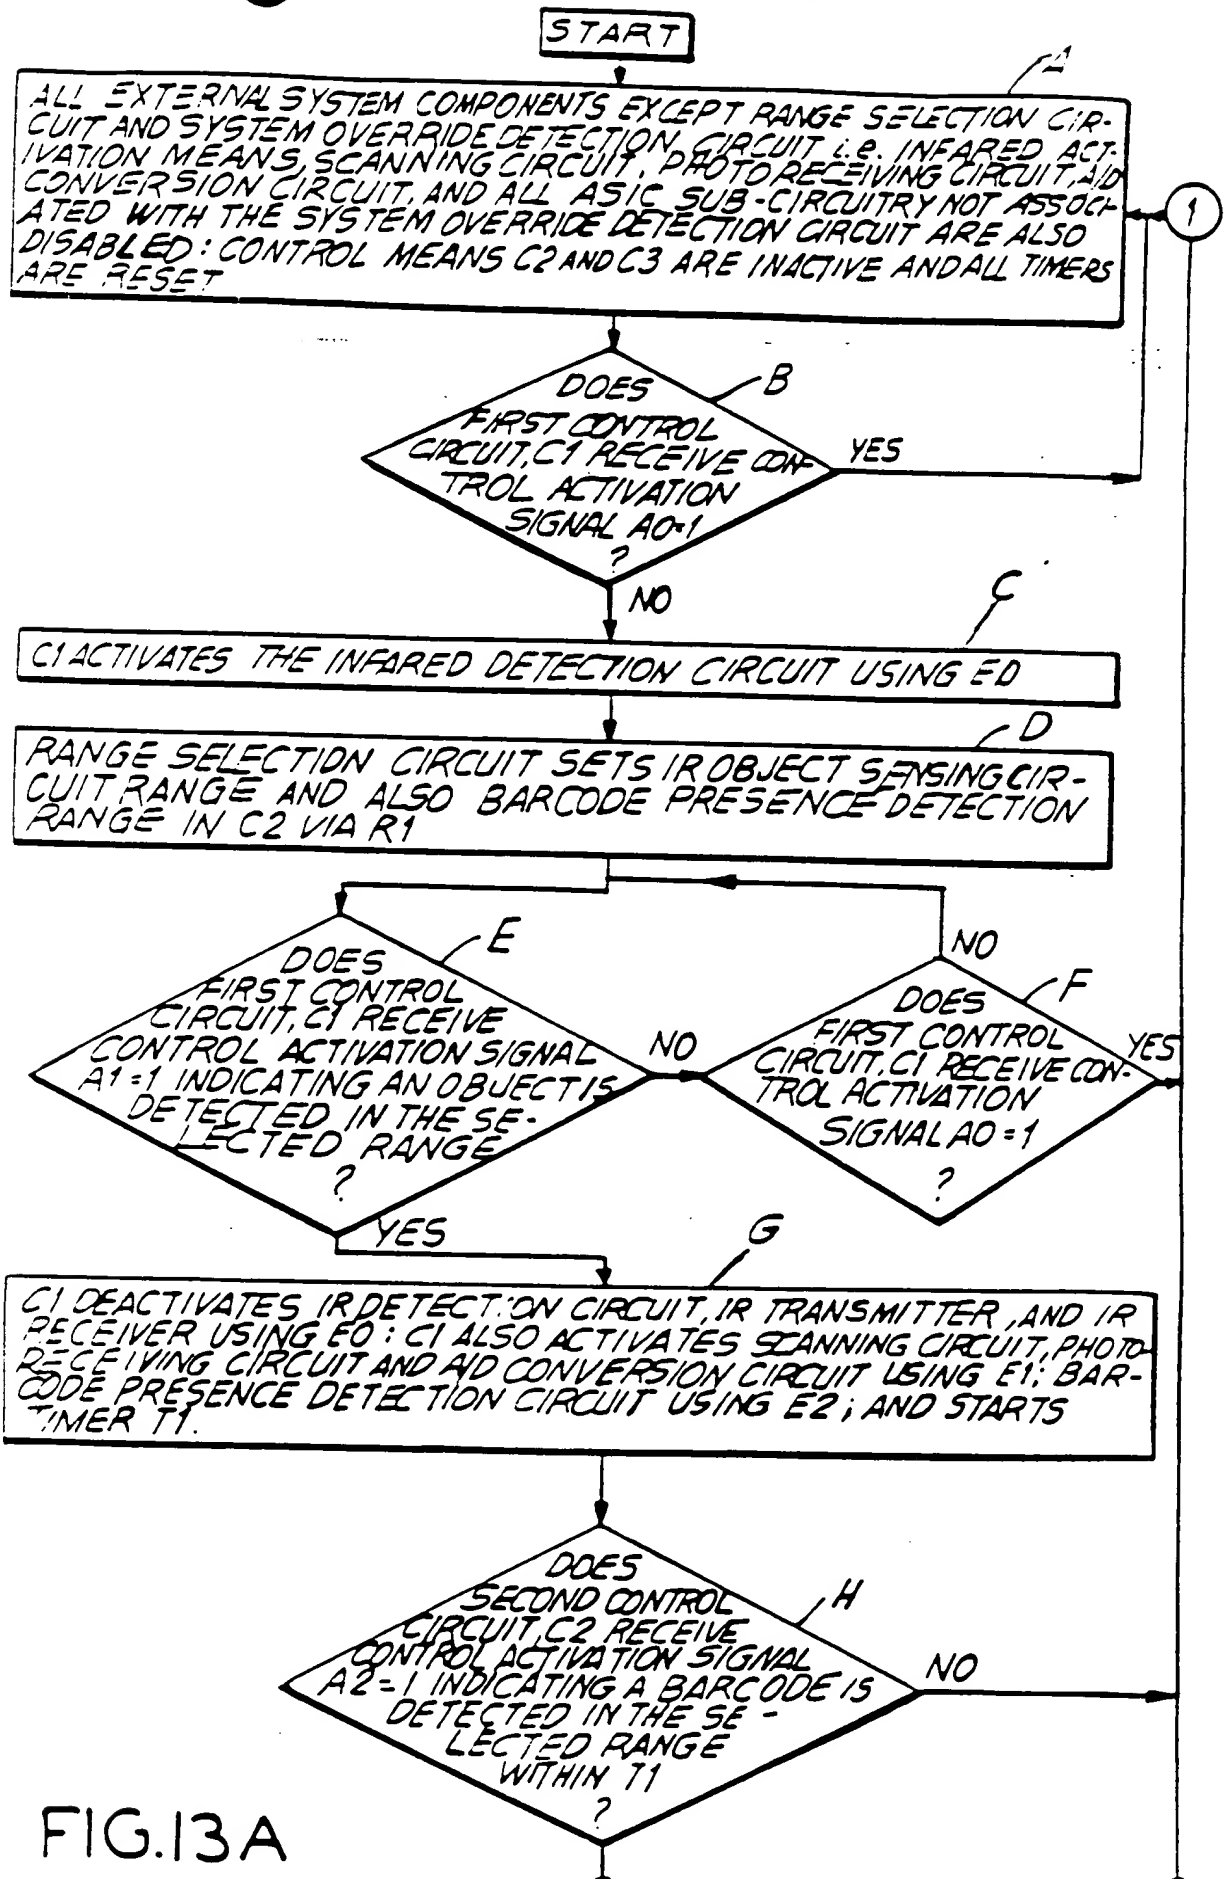 START
A
ALL EXTERNAL SYSTEM COMPONENTS EXCEPT RANGE SELECTION CIR-
CUIT AND SYSTEM OVERRIDE DETECTION CIRCUIT i.e. INFARED ACT-
IVATION MEANS, SCANNING CIRCUIT, PHOTO RECEIVING CIRCUIT, A/D
CONVERSION CIRCUIT, AND ALL ASIC SUB-CIRCUITRY NOT ASSOCI-
ATED WITH THE SYSTEM OVERRIDE DETECTION CIRCUIT ARE ALSO
DISABLED: CONTROL MEANS C2 AND C3 ARE INACTIVE AND ALL TIMERS
ARE RESET
1
B
DOES
FIRST CONTROL
CIRCUIT, C1 RECEIVE CON-
TROL ACTIVATION
SIGNAL A0=1
?
YES
NO
C
C1 ACTIVATES THE INFARED DETECTION CIRCUIT USING E0
D
RANGE SELECTION CIRCUIT SETS IR OBJECT SENSING CIR-
CUIT RANGE AND ALSO BARCODE PRESENCE DETECTION
RANGE IN C2 VIA R1
E
DOES
FIRST CONTROL
CIRCUIT, C1 RECEIVE
CONTROL ACTIVATION SIGNAL
A1=1 INDICATING AN OBJECT IS
DETECTED IN THE SE-
LECTED RANGE
?
NO
YES
F
NO
DOES
FIRST CONTROL
CIRCUIT, C1 RECEIVE CON-
TROL ACTIVATION
SIGNAL A0=1
?
YES
G
C1 DEACTIVATES IR DETECTION CIRCUIT, IR TRANSMITTER, AND IR
RECEIVER USING E0: C1 ALSO ACTIVATES SCANNING CIRCUIT, PHOTO-
RECEIVING CIRCUIT AND A/D CONVERSION CIRCUIT USING E1; BAR-
CODE PRESENCE DETECTION CIRCUIT USING E2; AND STARTS
TIMER T1.
H
DOES
SECOND CONTROL
CIRCUIT, C2 RECEIVE
CONTROL ACTIVATION SIGNAL
A2=1 INDICATING A BARCODE IS
DETECTED IN THE SE-
LECTED RANGE
WITHIN T1
?
NO
FIG. 13A